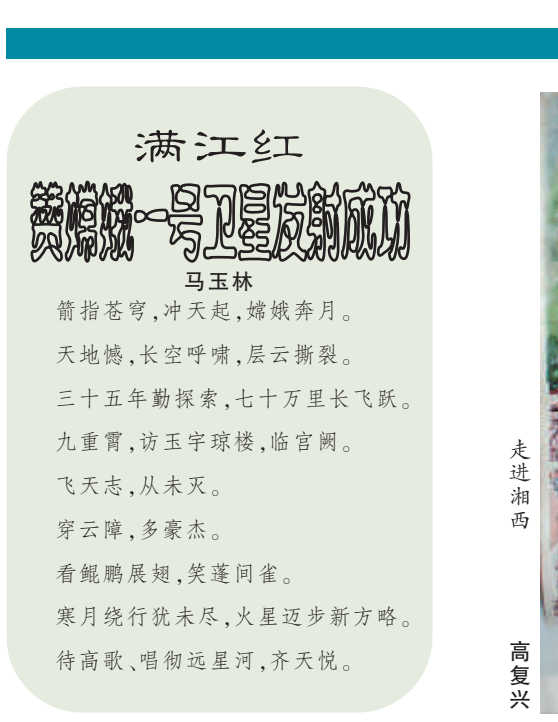 满江红
赞嫦娥一号卫星发射成功
马玉林
箭指苍穹,冲天起,嫦娥奔月。
天地憾,长空呼啸,层云撕裂。
三十五年勤探索,七十万里长飞跃。
九重霄,访玉宇琼楼,临宫阙。
飞天志,从未灭。
穿云障,多豪杰。
看鲲鹏展翅,笑蓬间雀。
寒月绕行犹未尽,火星迈步新方略。
待高歌、唱彻远星河,齐天悦。
走进湘西
高复兴